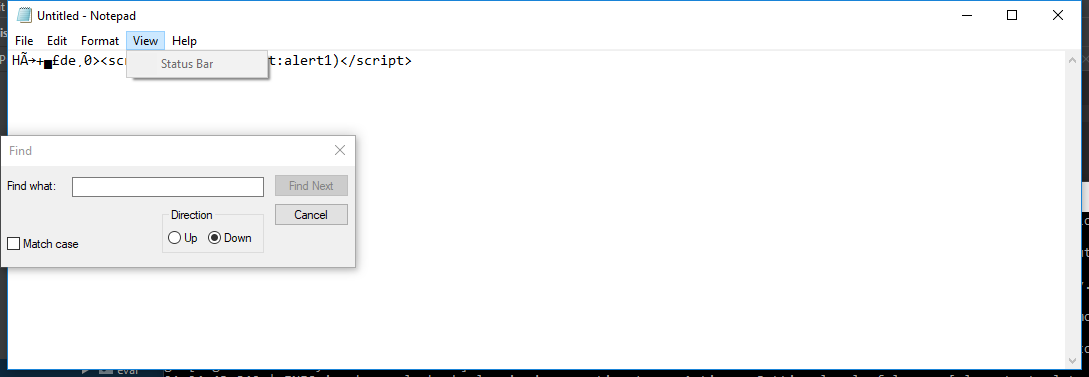 Untitled - Notepad
File Edit Format View Help
HÃ→+■£de¸0><sc
t:alert1)</script>
Status Bar
Find
Find what:
Find Next
Direction
Cancel
Up Down
Match case
eval